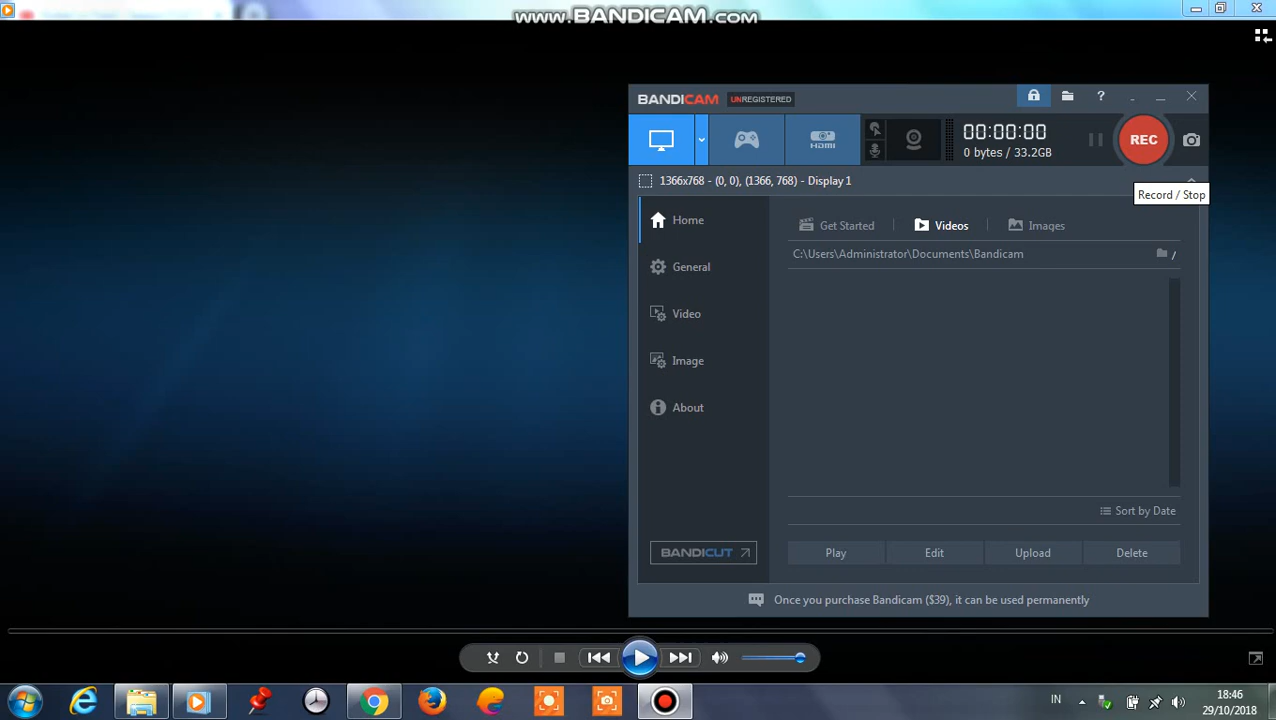 www.BANDICAM.com
BANDICAM UNREGISTERED
?
HDMI
00:00:00
0 bytes / 33.2GB
REC
1366x768 - (0, 0), (1366, 768) - Display 1
Record / Stop
Home
General
Video
Image
About
BANDICUT
Get Started
Videos
Images
C:\Users\Administrator\Documents\Bandicam
/
Sort by Date
Play
Edit
Upload
Delete
Once you purchase Bandicam ($39), it can be used permanently
IN
18:46
29/10/2018